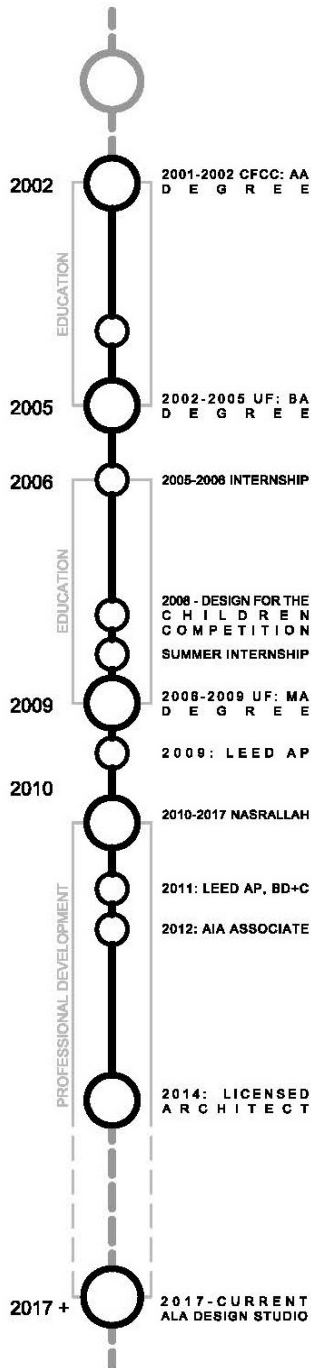 2002
2001-2002 CFCC: AA
DEGREE
EDUCATION
2005
2002-2005 UF: BA
DEGREE
2006
2005-2006 INTERNSHIP
EDUCATION
2008 - DESIGN FOR THE
CHILDREN
COMPETITION
SUMMER INTERNSHIP
2009
2006-2009 UF: MA
DEGREE
2009: LEED AP
2010
2010-2017 NASRALLAH
PROFESSIONAL DEVELOPMENT
2011: LEED AP, BD+C
2012: AIA ASSOCIATE
2014: LICENSED
ARCHITECT
2017 +
2017-CURRENT
ALA DESIGN STUDIO